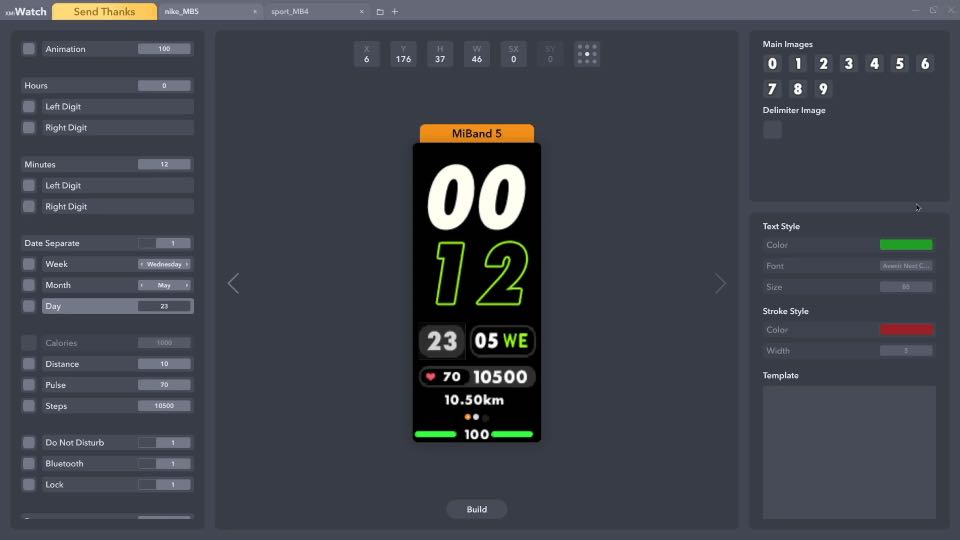 XMiWatch
Send Thanks
nike_MB5 ×
sport_MB4 ×
+
Animation 100
Hours 0
Left Digit
Right Digit
Minutes 12
Left Digit
Right Digit
Date Separate 1
Week ‹ Wednesday ›
Month ‹ May ›
Day 23
Calories 1000
Distance 10
Pulse 70
Steps 10500
Do Not Disturb 1
Bluetooth 1
Lock 1
X Y H W SX SY
6 176 37 46 0 0
MiBand 5
00
12
23 05 WE
70 10500
10.50km
100
Build
Main Images
0 1 2 3 4 5 6
7 8 9
Delimiter Image
Text Style
Color
Font Avenir Next C...
Size
Stroke Style
Color
Width
Template